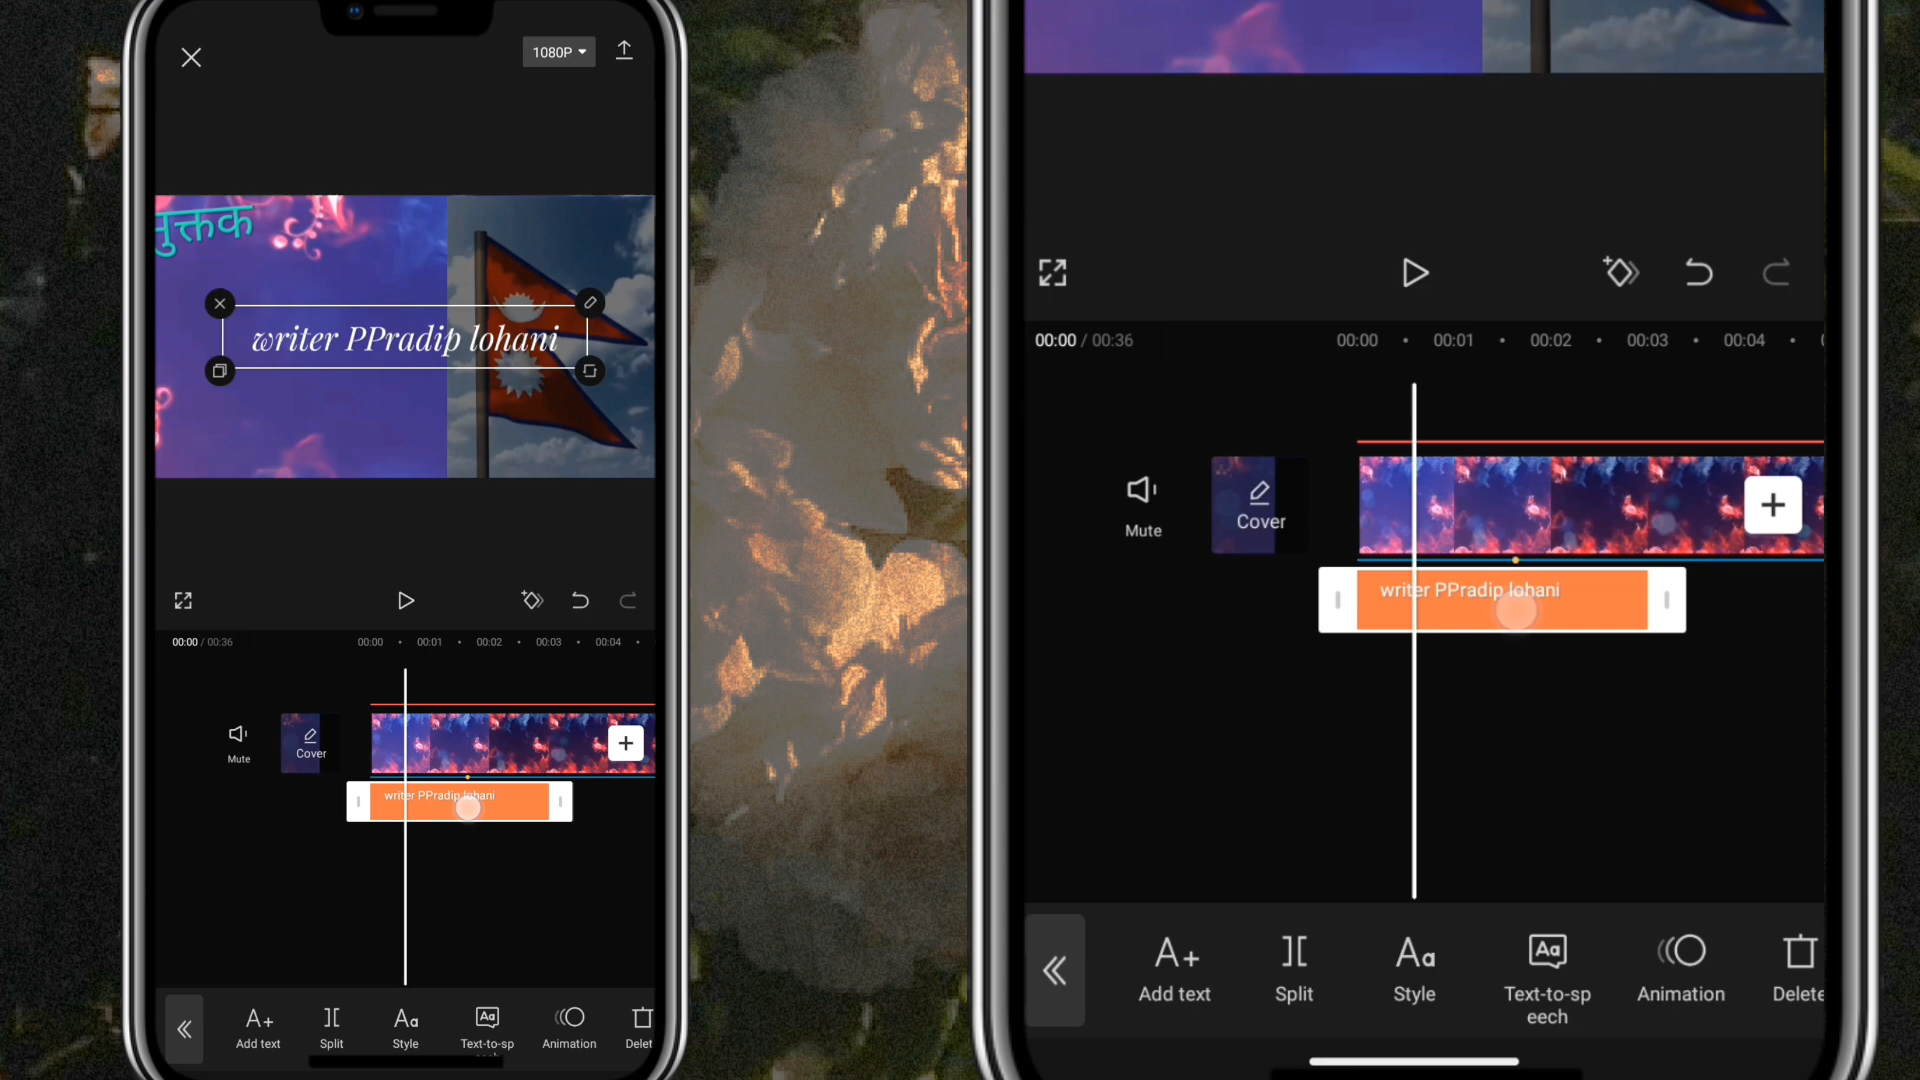 1080P
मुक्तक
writer PPradip lohani
00:00 / 00:36
00:00 00:01 00:02 00:03 00:04
Mute
Cover
writer PPradip lohani
Add text
Split
Style
Text-to-sp
Animation
Delet
00:00 / 00:36
00:00 00:01 00:02 00:03 00:04
Mute
Cover
writer PPradip lohani
Add text
Split
Style
Text-to-sp
eech
Animation
Delete